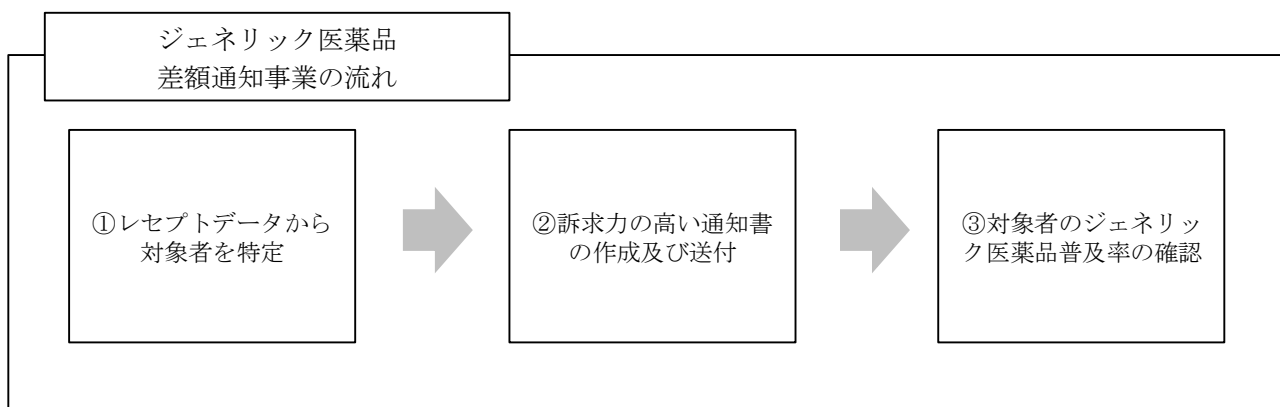 ジェネリック医薬品
差額通知事業の流れ
①レセプトデータから
対象者を特定
②訴求力の高い通知書
の作成及び送付
③対象者のジェネリッ
ク医薬品普及率の確認